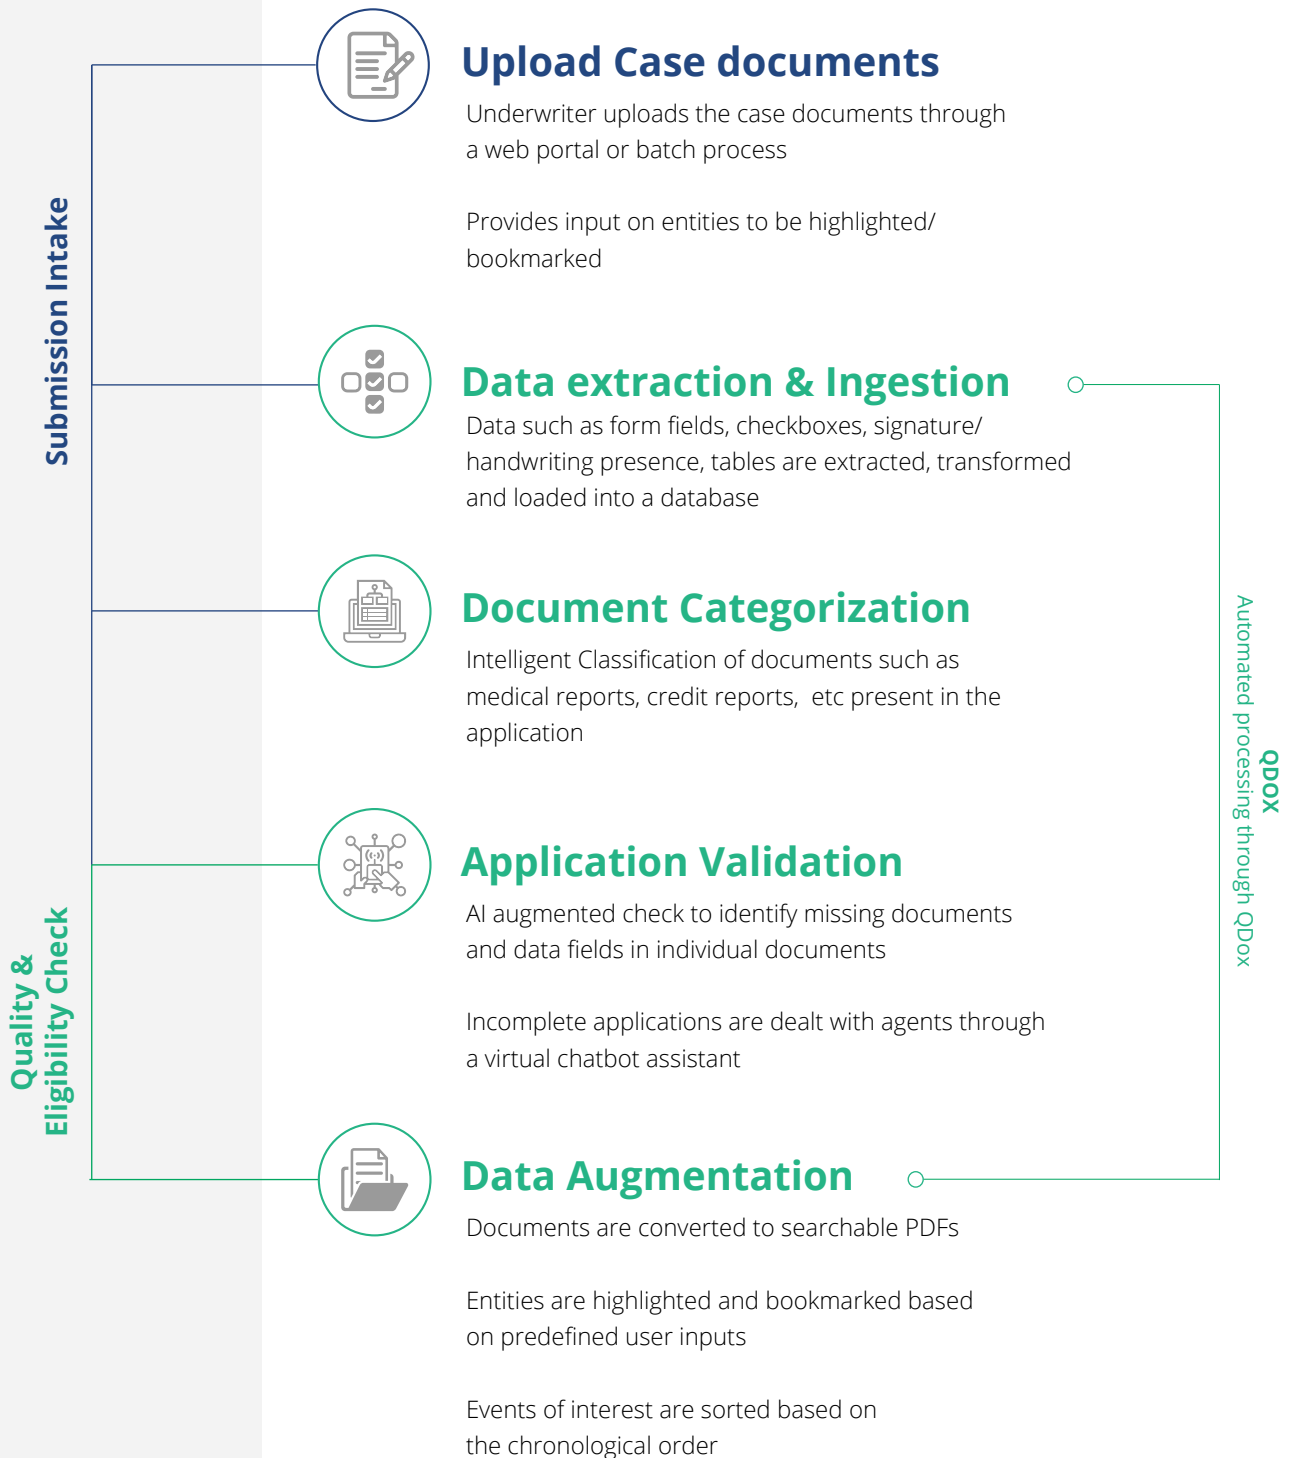 Submission Intake
Upload Case documents
Underwriter uploads the case documents through
a web portal or batch process
Provides input on entities to be highlighted/
bookmarked
Data extraction & Ingestion
Data such as form fields, checkboxes, signature/
handwriting presence, tables are extracted, transformed
and loaded into a database
Document Categorization
Intelligent Classification of documents such as
medical reports, credit reports,  etc present in the
application
Quality &
Eligibility Check
Application Validation
AI augmented check to identify missing documents
and data fields in individual documents
Incomplete applications are dealt with agents through
a virtual chatbot assistant
Data Augmentation
Documents are converted to searchable PDFs
Entities are highlighted and bookmarked based
on predefined user inputs
Events of interest are sorted based on
the chronological order
QDOX
Automated processing through QDox